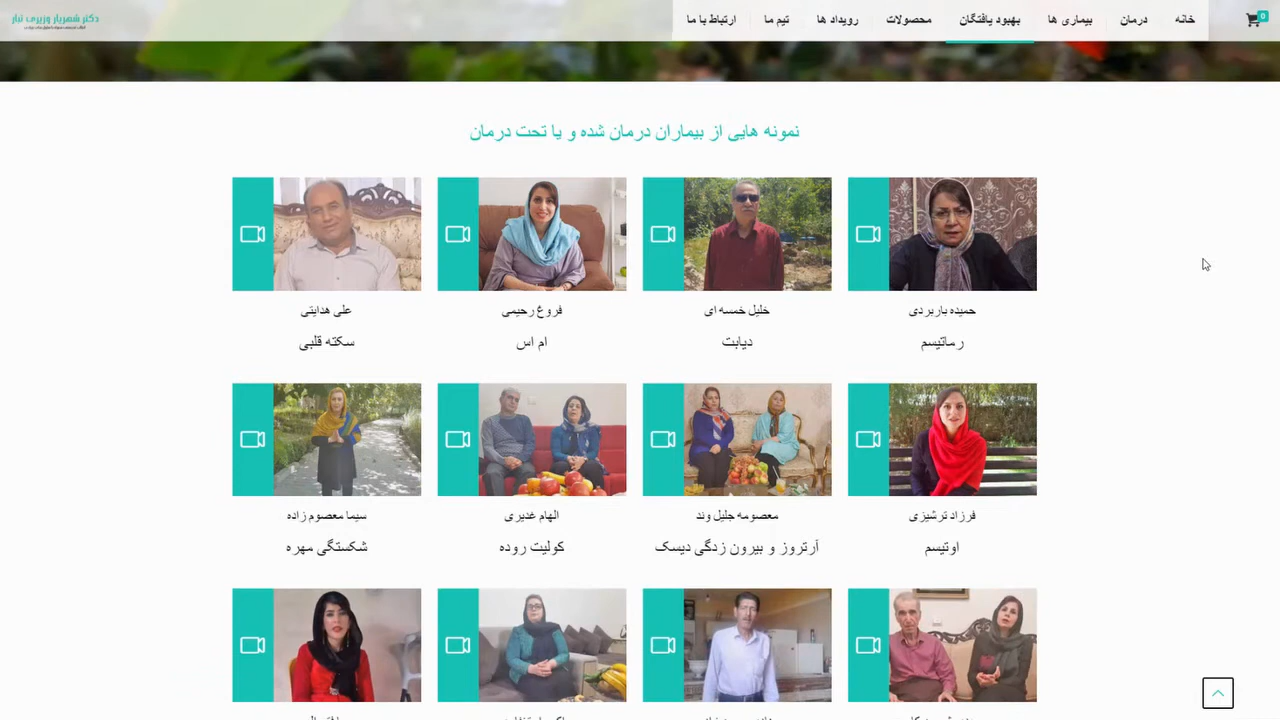 خانه
درمان
بیماری ها
بهبود یافتگان
محصولات
رویداد ها
تیم ما
ارتباط با ما
0
دکتر شهریار وزیری تبار
نمونه هایی از بیماران درمان شده و یا تحت درمان
حمیده باربردی
رماتیسم
خلیل خمسه ای
دیابت
فروغ رحیمی
ام اس
علی هدایتی
سکته قلبی
فرزاد ترشیزی
اوتیسم
معصومه جلیل وند
آرتروز و بیرون زدگی دیسک
الهام غدیری
کولیت روده
سیما معصوم زاده
شکستگی مهره